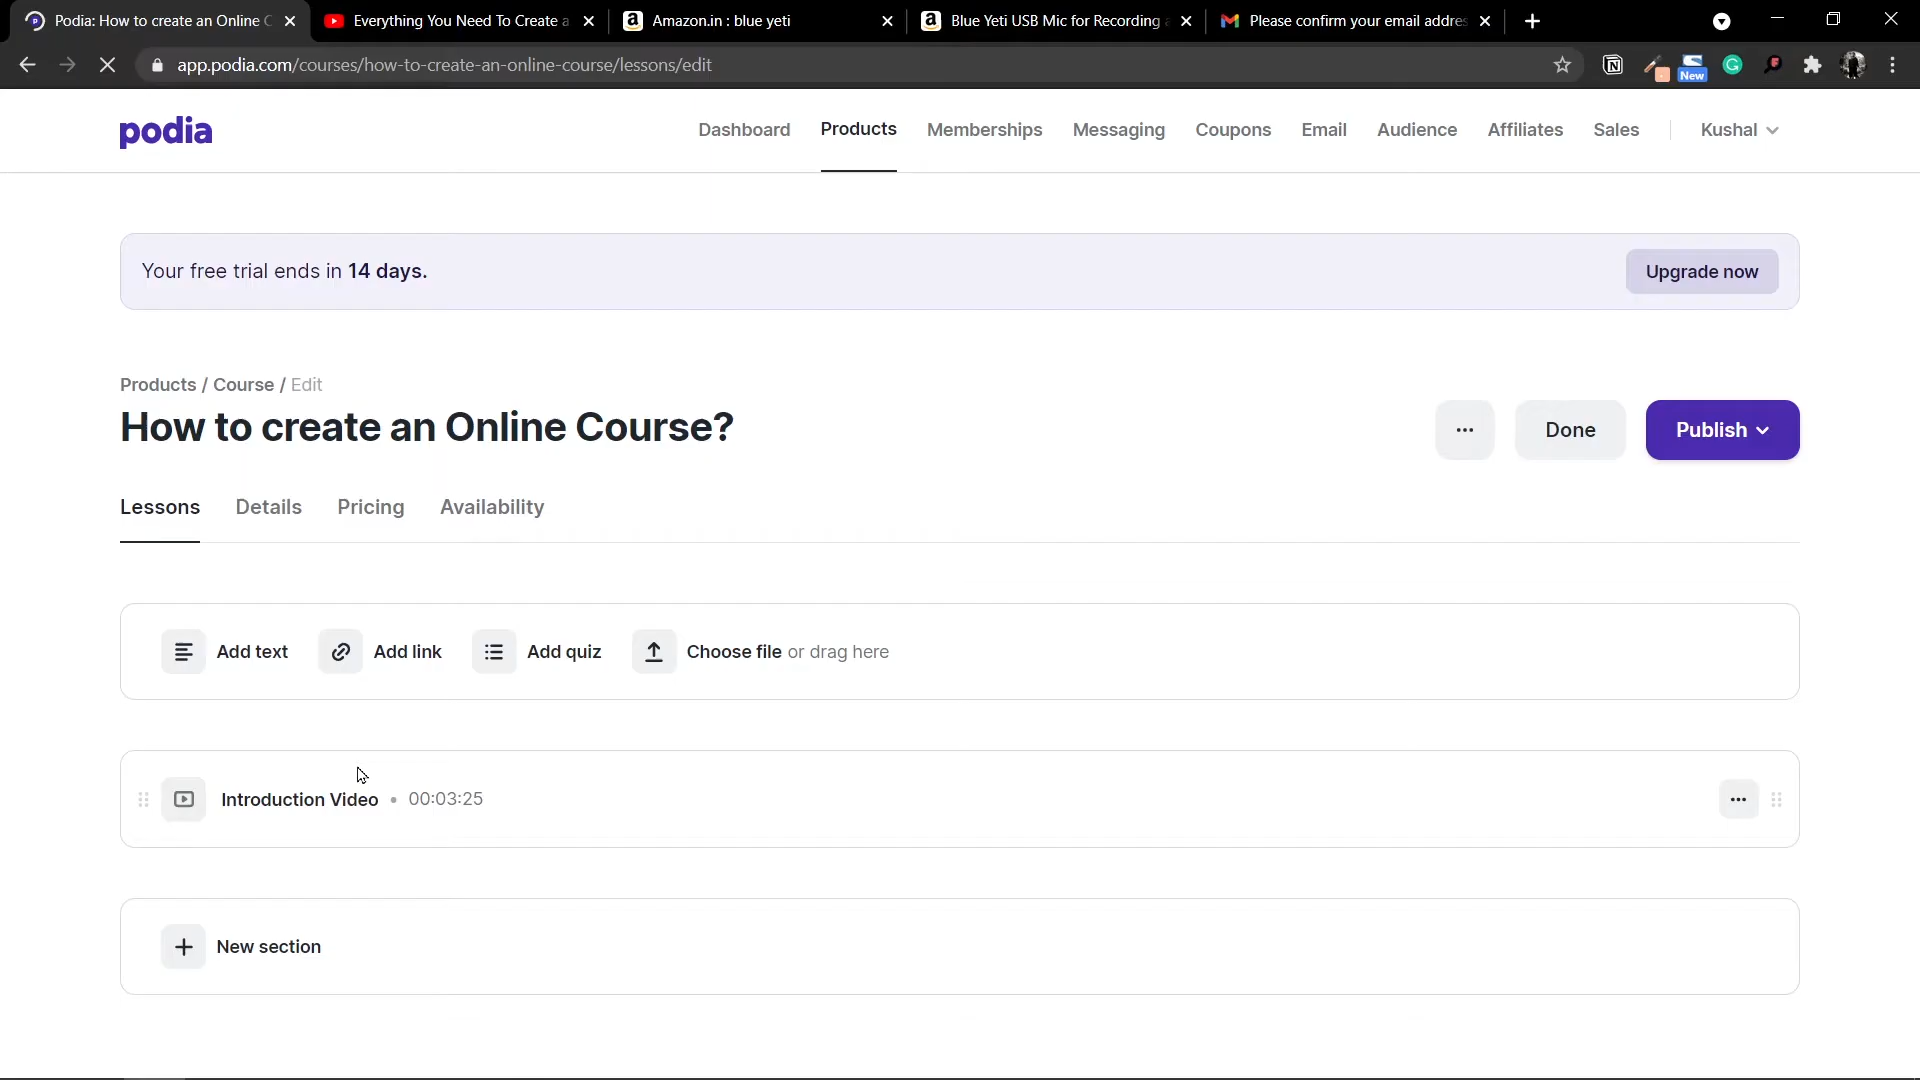 Podia: How to create an Online C
Everything You Need To Create a
Amazon.in : blue yeti
Blue Yeti USB Mic for Recording a
Please confirm your email addres
app.podia.com/courses/how-to-create-an-online-course/lessons/edit
New
podia
Dashboard Products Memberships Messaging Coupons Email Audience Affiliates Sales Kushal
Your free trial ends in 14 days.
Upgrade now
Products / Course / Edit
How to create an Online Course?
Done
Publish
Lessons Details Pricing Availability
Add text Add link Add quiz Choose file or drag here
Introduction Video • 00:03:25
New section